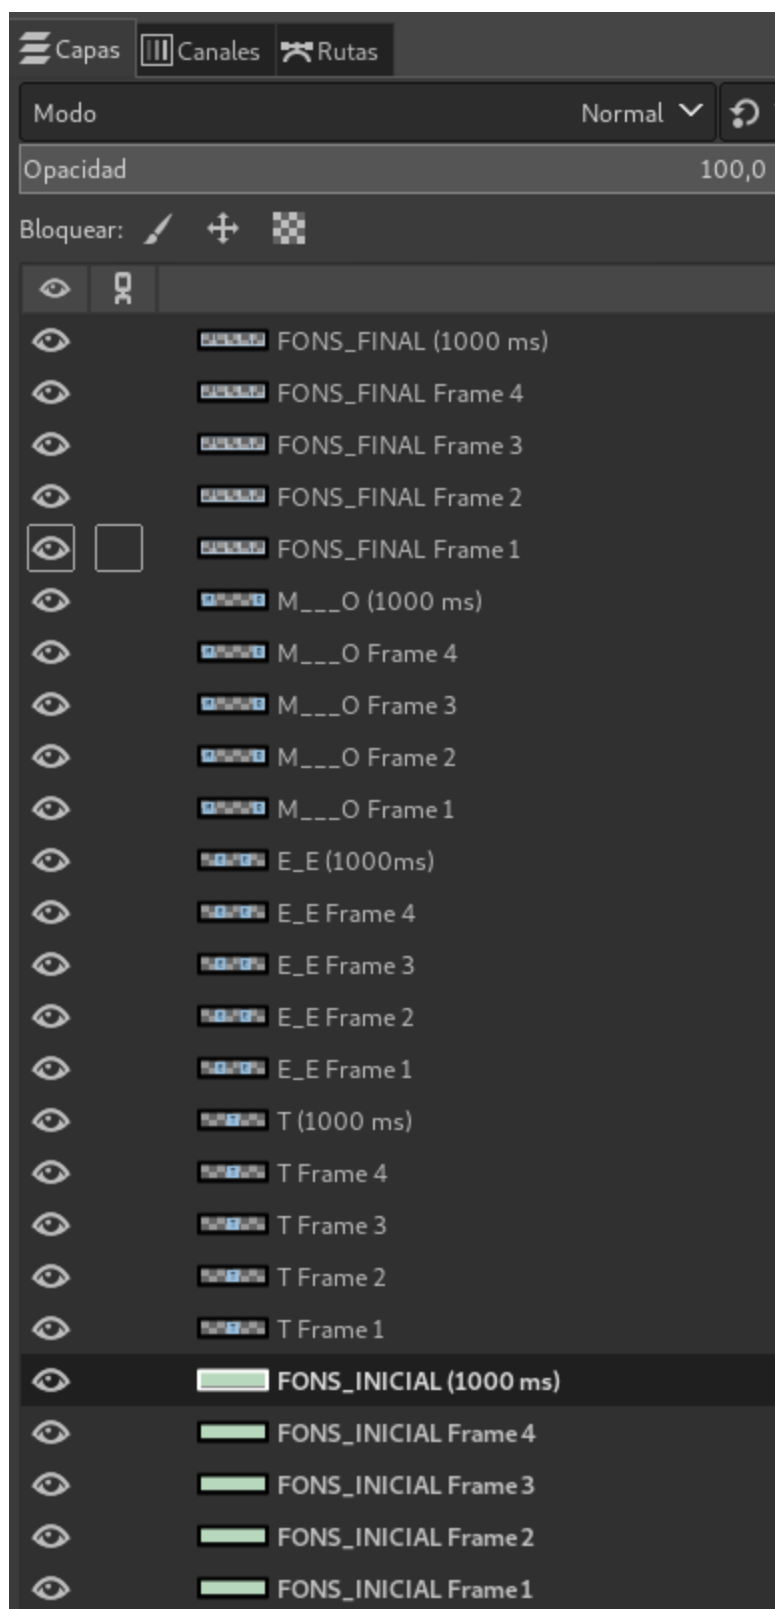 Capas Canales Rutas
Modo Normal
Opacidad 100,0
Bloquear:
FONS_FINAL (1000 ms)
FONS_FINAL Frame 4
FONS_FINAL Frame 3
FONS_FINAL Frame 2
FONS_FINAL Frame 1
M___O (1000 ms)
M___O Frame 4
M___O Frame 3
M___O Frame 2
M___O Frame 1
E_E (1000ms)
E_E Frame 4
E_E Frame 3
E_E Frame 2
E_E Frame 1
T (1000 ms)
T Frame 4
T Frame 3
T Frame 2
T Frame 1
FONS_INICIAL (1000 ms)
FONS_INICIAL Frame 4
FONS_INICIAL Frame 3
FONS_INICIAL Frame 2
FONS_INICIAL Frame 1